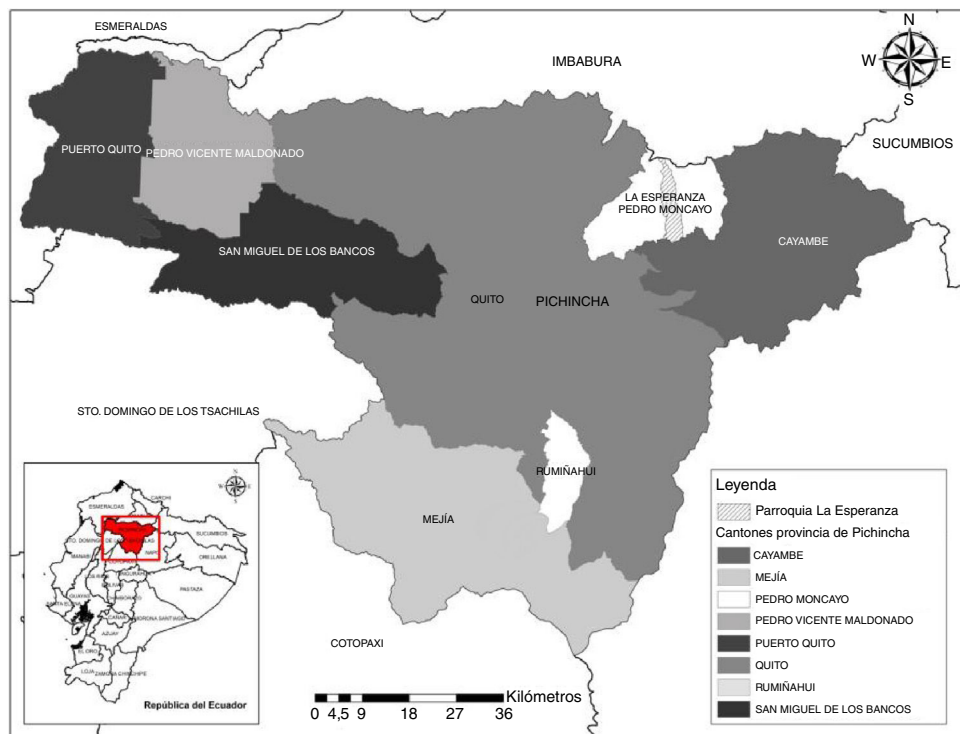 ESMERALDAS
IMBABURA
N
W E
S
SUCUMBIOS
PUERTO QUITO
PEDRO VICENTE MALDONADO
LA ESPERANZA
PEDRO MONCAYO
CAYAMBE
SAN MIGUEL DE LOS BANCOS
QUITO
PICHINCHA
STO. DOMINGO DE LOS TSACHILAS
RUMIÑAHUI
MEJÍA
COTOPAXI
Kilómetros
0 4,5 9 18 27 36
Leyenda
Parroquia La Esperanza
Cantones provincia de Pichincha
CAYAMBE
MEJÍA
PEDRO MONCAYO
PEDRO VICENTE MALDONADO
PUERTO QUITO
QUITO
RUMIÑAHUI
SAN MIGUEL DE LOS BANCOS
CARCHI
ESMERALDAS
SUCUMBIOS
NAPO
ORELLANA
MANABI
PASTAZA
GUAYAS
CAÑAR
MORONA SANTIAGO
AZUAY
EL ORO
LOJA
ZAMORA CHINCHIPE
República del Ecuador